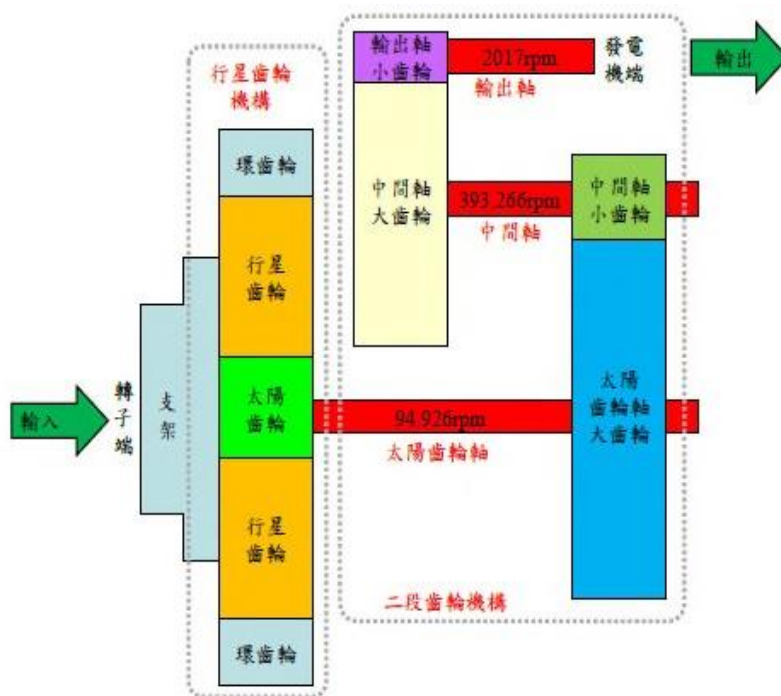 行星齒輪
機構
環齒輪
行星
齒輪
太陽
齒輪
行星
齒輪
環齒輪
輸入
轉子端
支架
輸出軸
小齒輪
2017rpm
輸出軸
發電
機端
輸出
中間軸
大齒輪
393.266rpm
中間軸
中間軸
小齒輪
94.926rpm
太陽齒輪軸
太陽
齒輪軸
大齒輪
二段齒輪機構